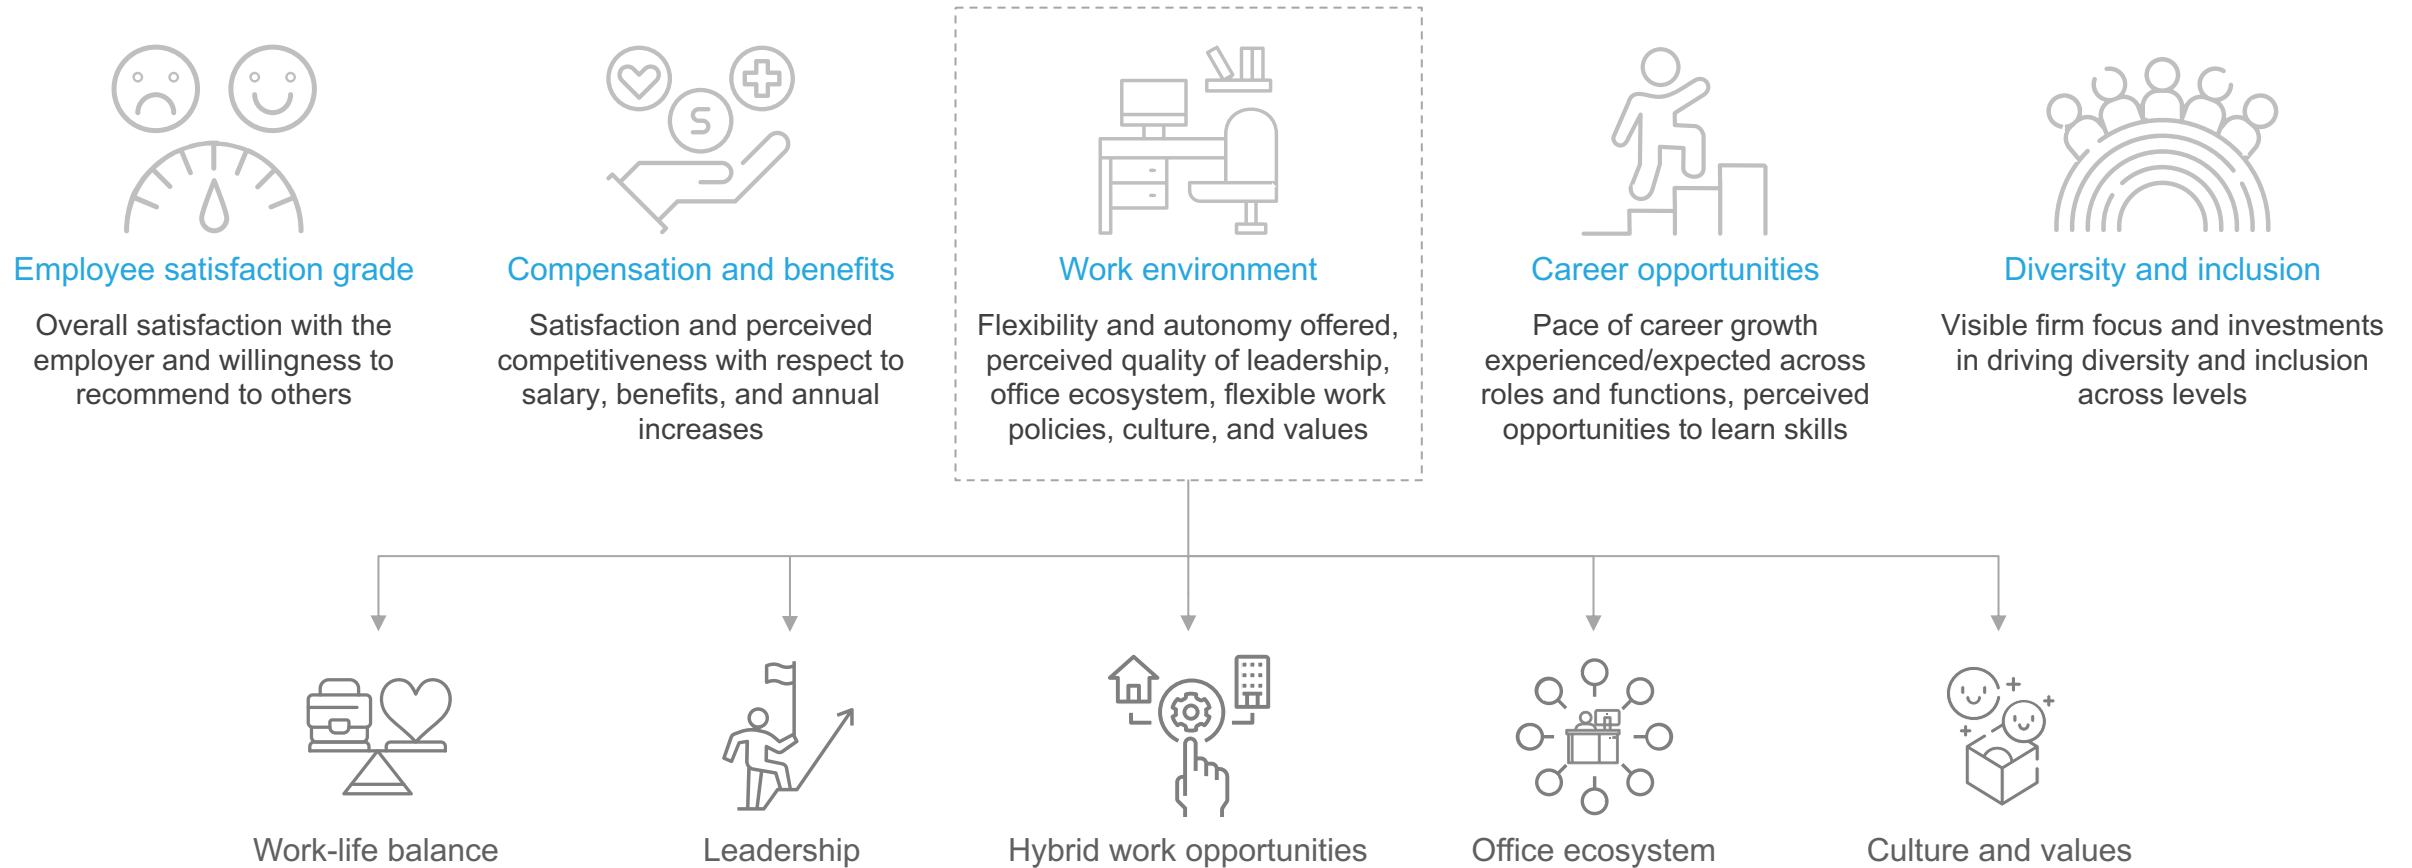 Employee satisfaction grade
Overall satisfaction with the
employer and willingness to
recommend to others
Compensation and benefits
Satisfaction and perceived
competitiveness with respect to
salary, benefits, and annual
increases
Work environment
Flexibility and autonomy offered,
perceived quality of leadership,
office ecosystem, flexible work
policies, culture, and values
Career opportunities
Pace of career growth
experienced/expected across
roles and functions, perceived
opportunities to learn skills
Diversity and inclusion
Visible firm focus and investments
in driving diversity and inclusion
across levels
Work-life balance
Leadership
Hybrid work opportunities
Office ecosystem
Culture and values